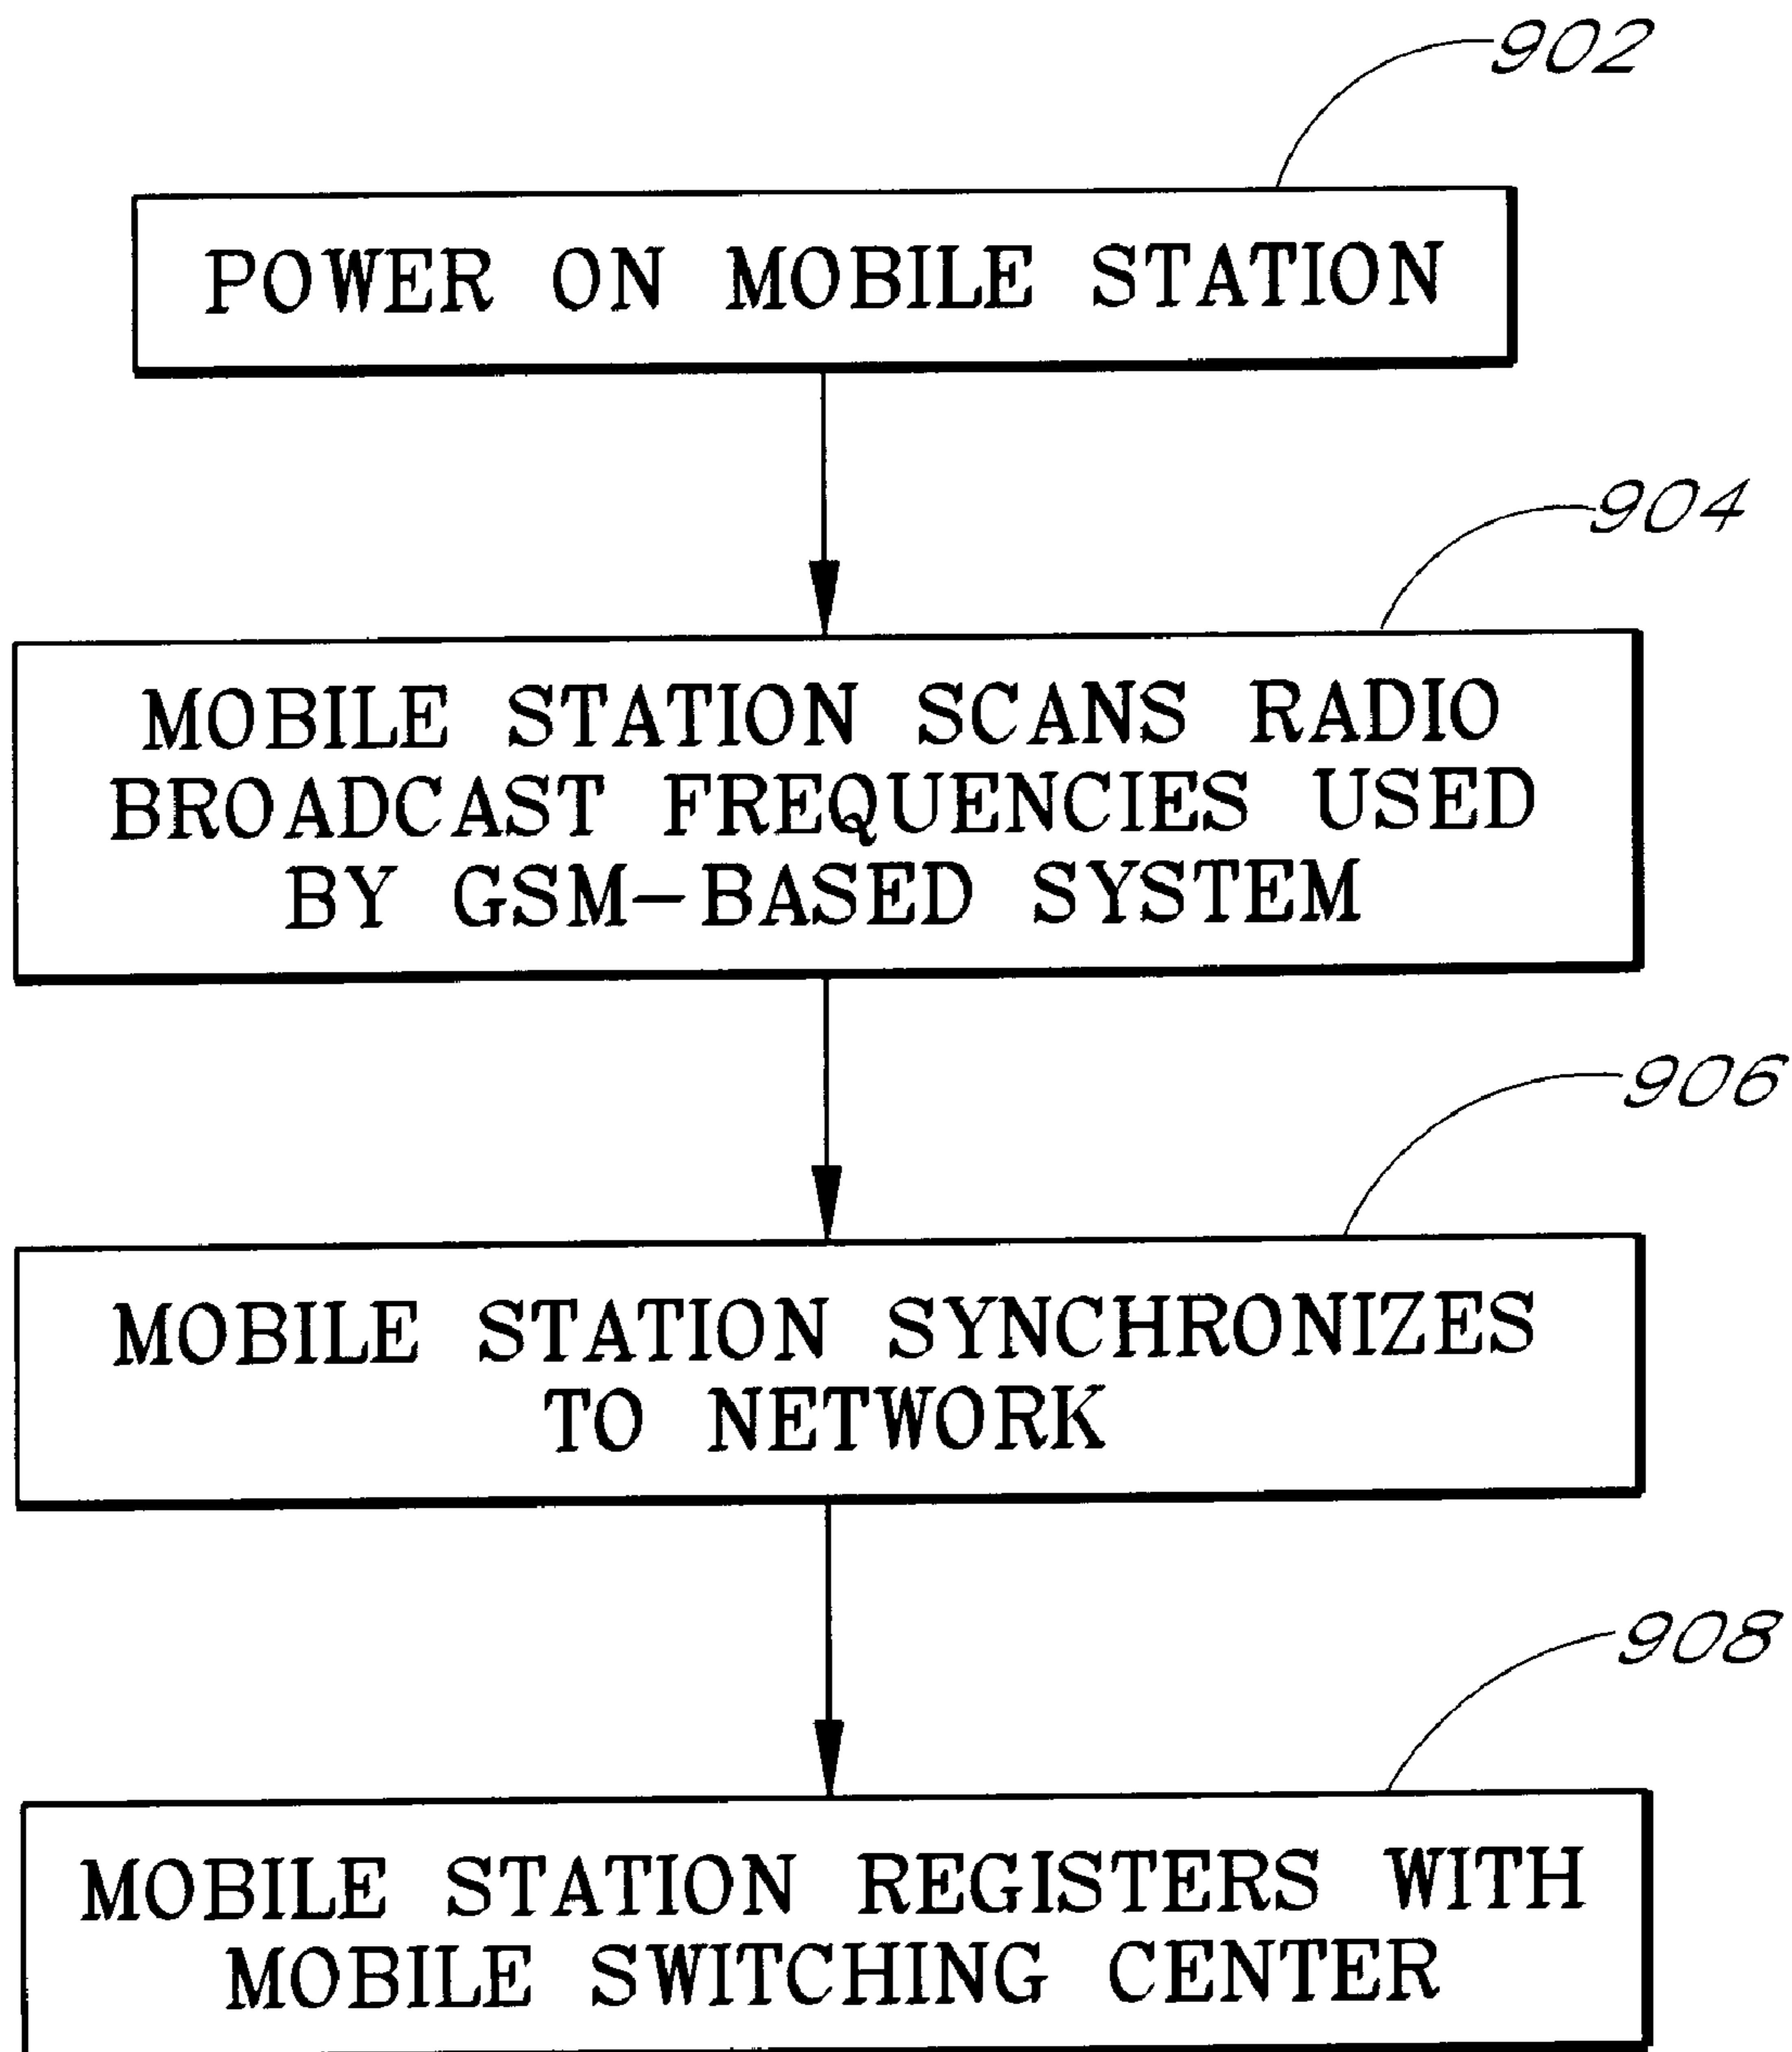 902
POWER ON MOBILE STATION
904
MOBILE STATION SCANS RADIO
BROADCAST FREQUENCIES USED
BY GSM-BASED SYSTEM
906
MOBILE STATION SYNCHRONIZES
TO NETWORK
908
MOBILE STATION REGISTERS WITH
MOBILE SWITCHING CENTER